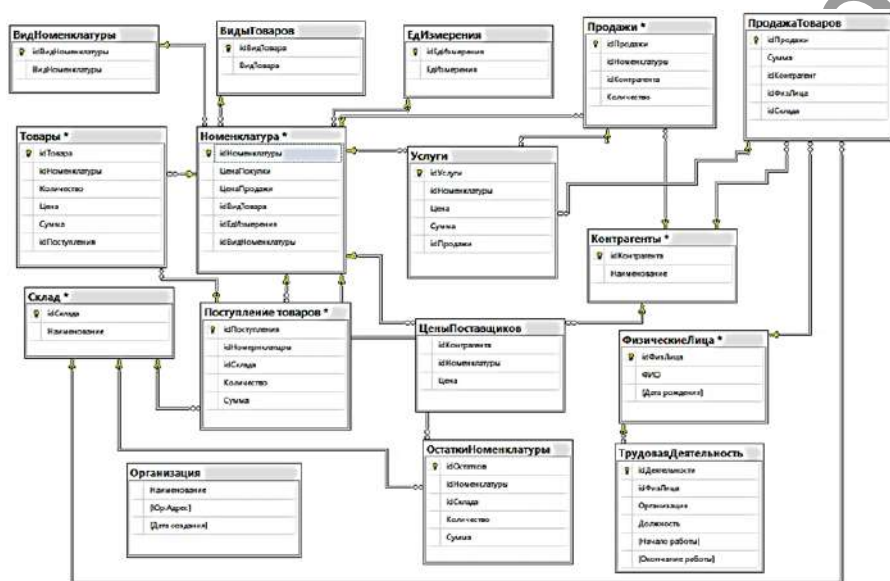 ВидНоменклатуры
idВидНоменклатуры
ВидНоменклатуры
ВидыТоваров
idВидТовара
ВидТовара
ЕдИзмерения
idЕдИзмерения
ЕдИзмерения
Продажи *
idПродажи
idНоменклатуры
idКонтрагента
Количество
ПродажаТоваров
idПродажи
Сумма
idКонтрагент
idФизЛица
idСклада
Товары *
idТовара
idНоменклатуры
Количество
Цена
Сумма
idПоступления
Номенклатура *
idНоменклатуры
ЦенаПокупки
ЦенаПродажи
idВидТовара
idЕдИзмерения
idВидНоменклатуры
Услуги
idУслуги
idНоменклатуры
Цена
Сумма
idПродажи
Контрагенты *
idКонтрагента
Наименование
Склад *
idСклада
Наименование
Поступление товаров *
idПоступления
idНоменклатуры
idСклада
Количество
Сумма
ЦеныПоставщиков
idКонтрагента
idНоменклатуры
Цена
ФизическиеЛица *
idФизЛица
ФИО
[Дата рождения]
Организация
Наименование
[Юр.Адрес]
[Дата создания]
ОстаткиНоменклатуры
idОстатков
idНоменклатуры
idСклада
Количество
Сумма
ТрудоваяДеятельность
idДеятельности
idФизЛица
Организация
Должность
[Начало работы]
[Окончание работы]